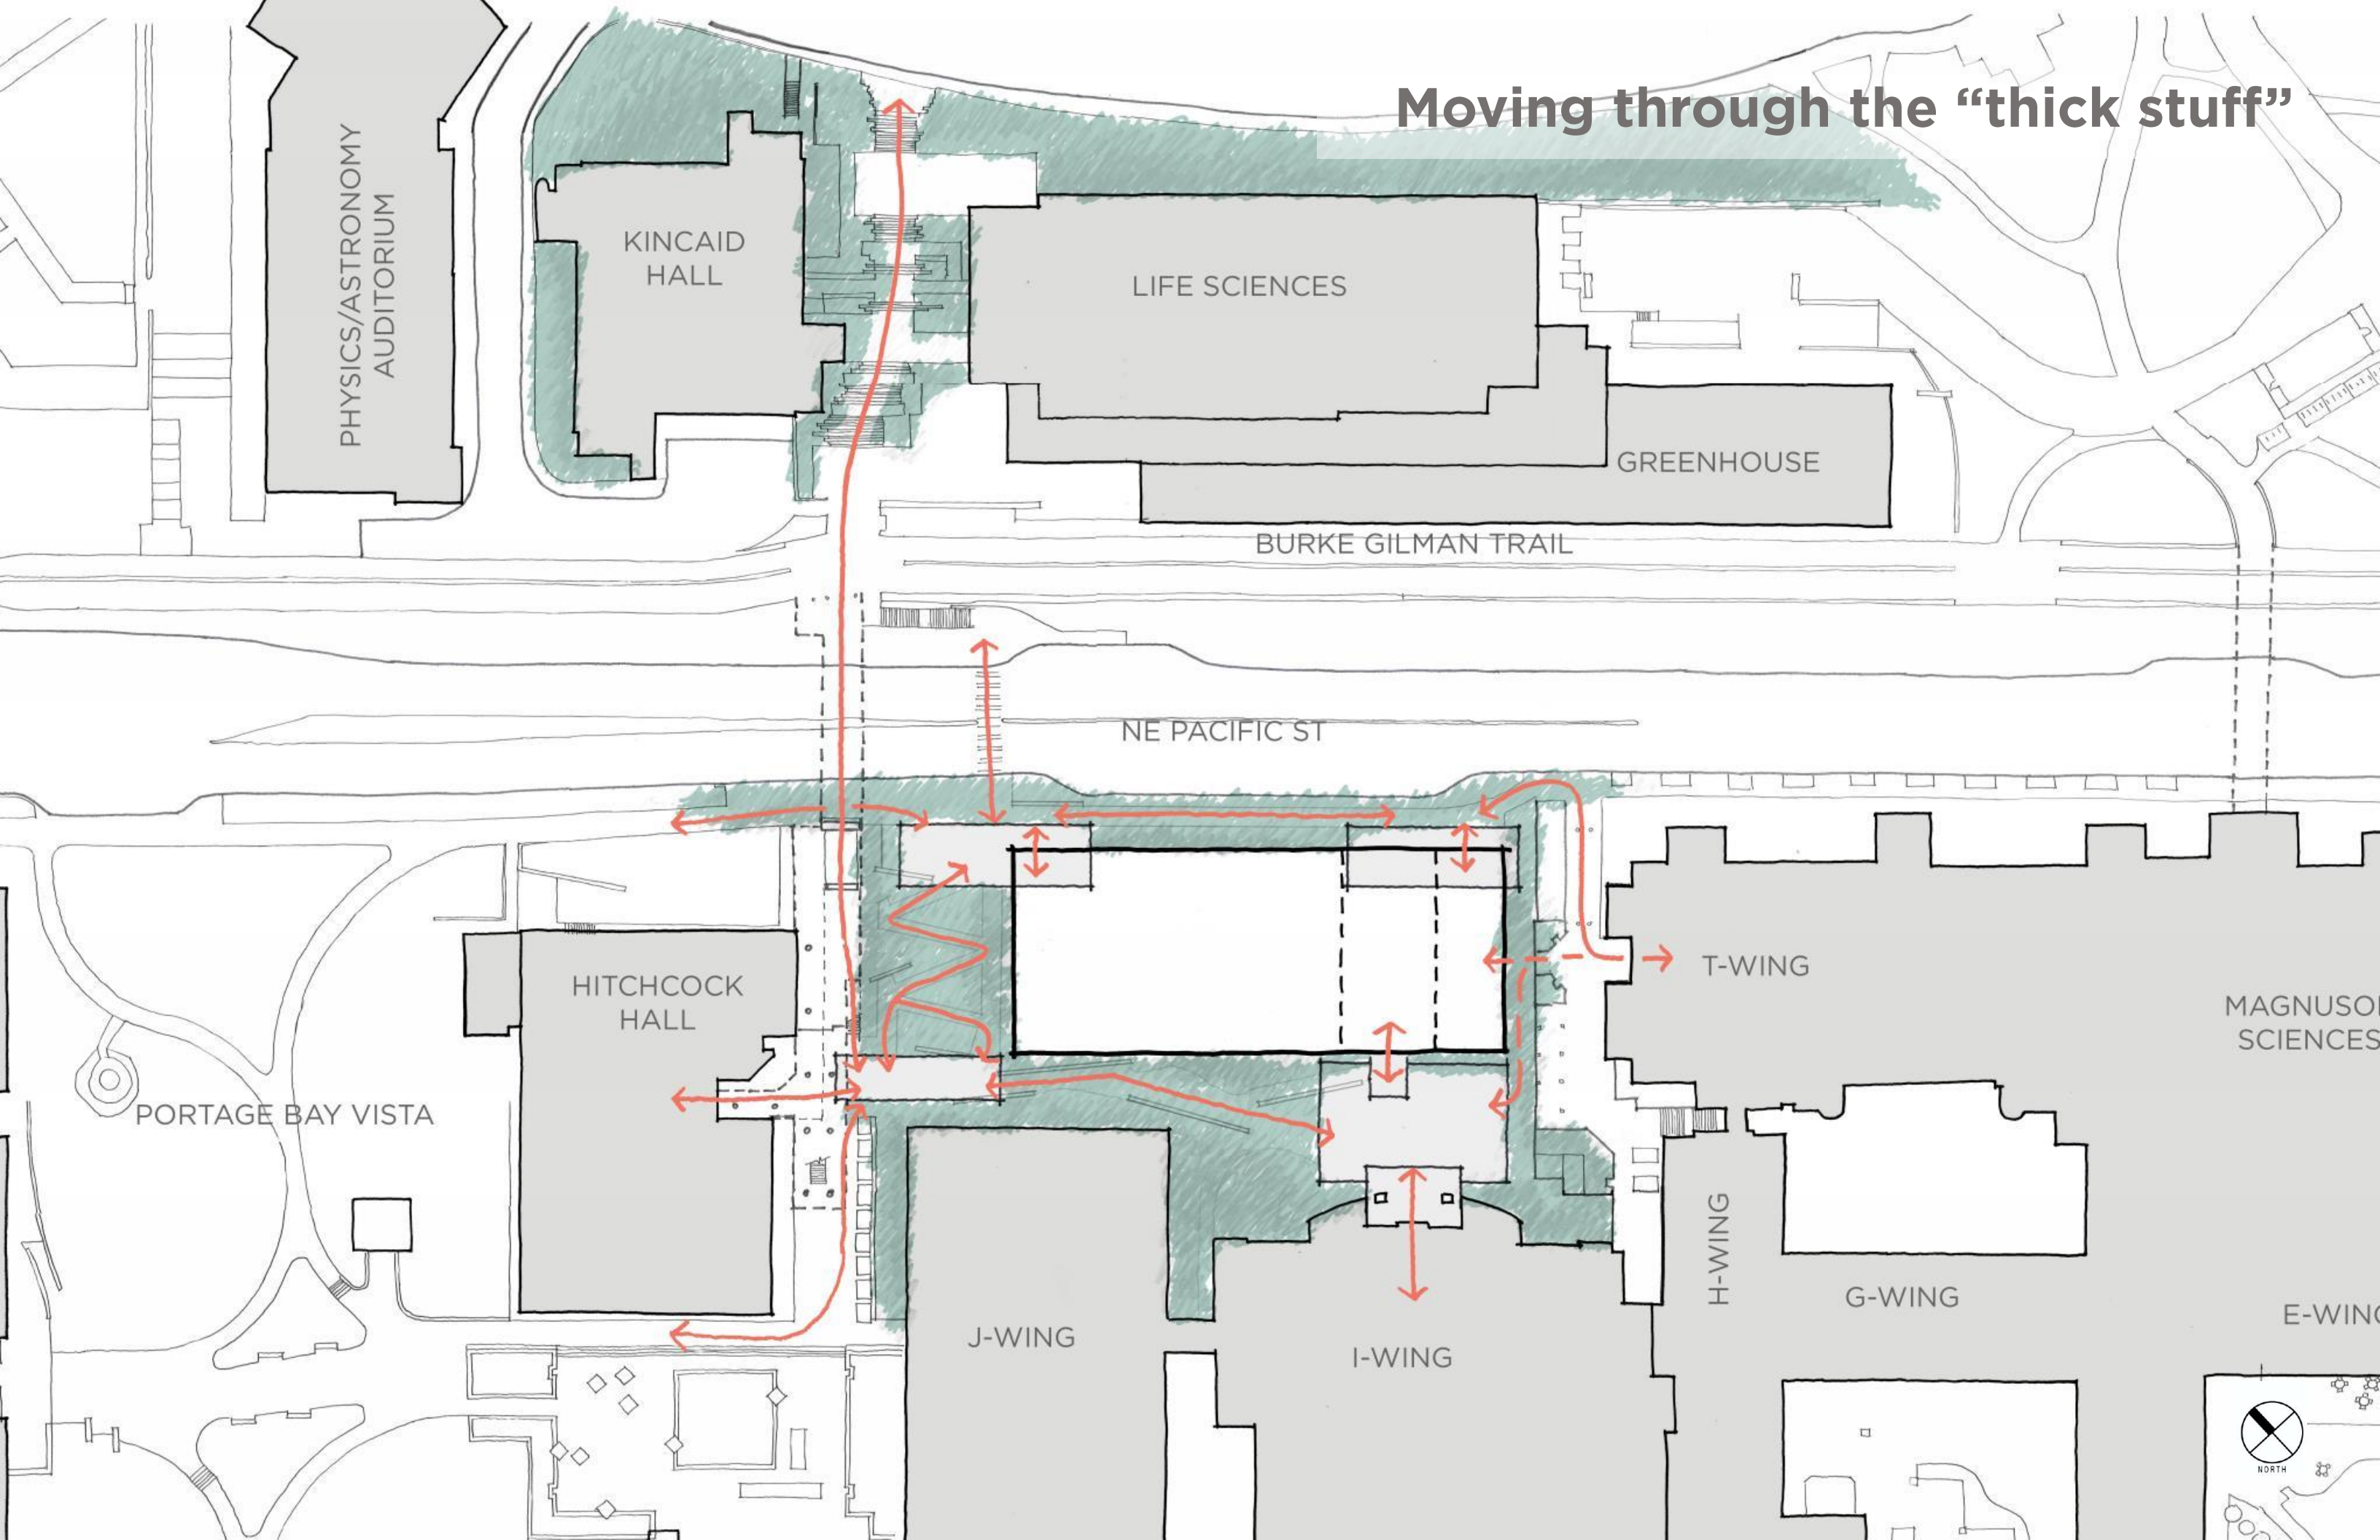 Moving through the “thick stuff”
PHYSICS/ASTRONOMY
AUDITORIUM
KINCAID
HALL
LIFE SCIENCES
GREENHOUSE
BURKE GILMAN TRAIL
NE PACIFIC ST
HITCHCOCK
HALL
T-WING
MAGNUSO
SCIENCES
PORTAGE BAY VISTA
H-WING
G-WING
E-WING
J-WING
I-WING
NORTH